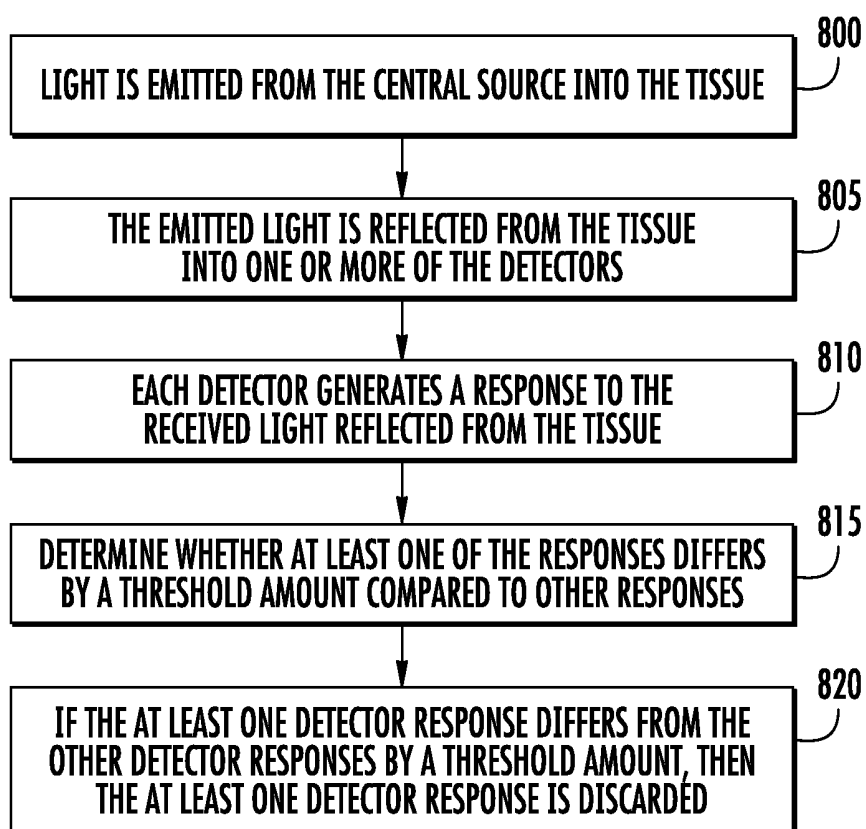 800
LIGHT IS EMITTED FROM THE CENTRAL SOURCE INTO THE TISSUE
805
THE EMITTED LIGHT IS REFLECTED FROM THE TISSUE
INTO ONE OR MORE OF THE DETECTORS
810
EACH DETECTOR GENERATES A RESPONSE TO THE
RECEIVED LIGHT REFLECTED FROM THE TISSUE
815
DETERMINE WHETHER AT LEAST ONE OF THE RESPONSES DIFFERS
BY A THRESHOLD AMOUNT COMPARED TO OTHER RESPONSES
820
IF THE AT LEAST ONE DETECTOR RESPONSE DIFFERS FROM THE
OTHER DETECTOR RESPONSES BY A THRESHOLD AMOUNT, THEN
THE AT LEAST ONE DETECTOR RESPONSE IS DISCARDED